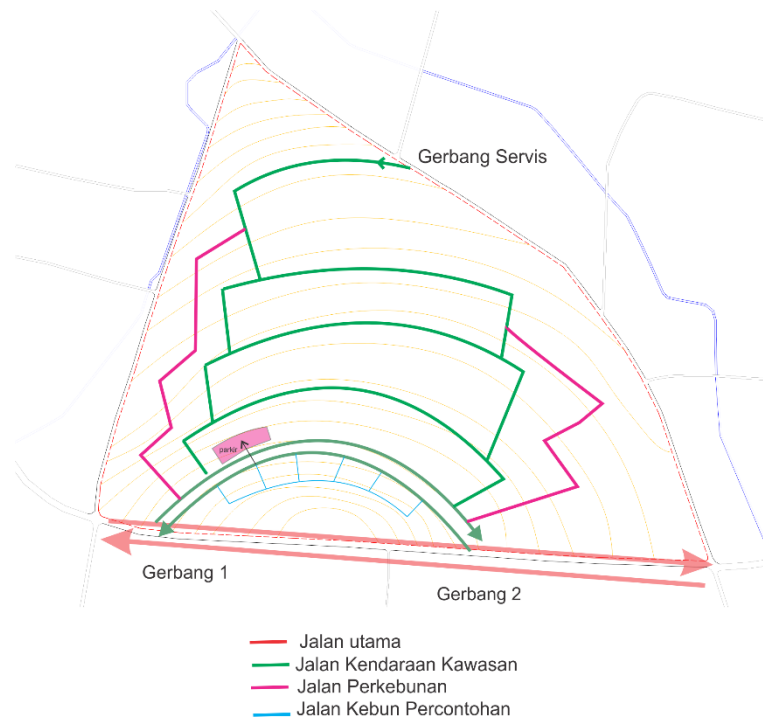 Gerbang Servis
parkir
Gerbang 1
Gerbang 2
Jalan utama
Jalan Kendaraan Kawasan
Jalan Perkebunan
Jalan Kebun Percontohan